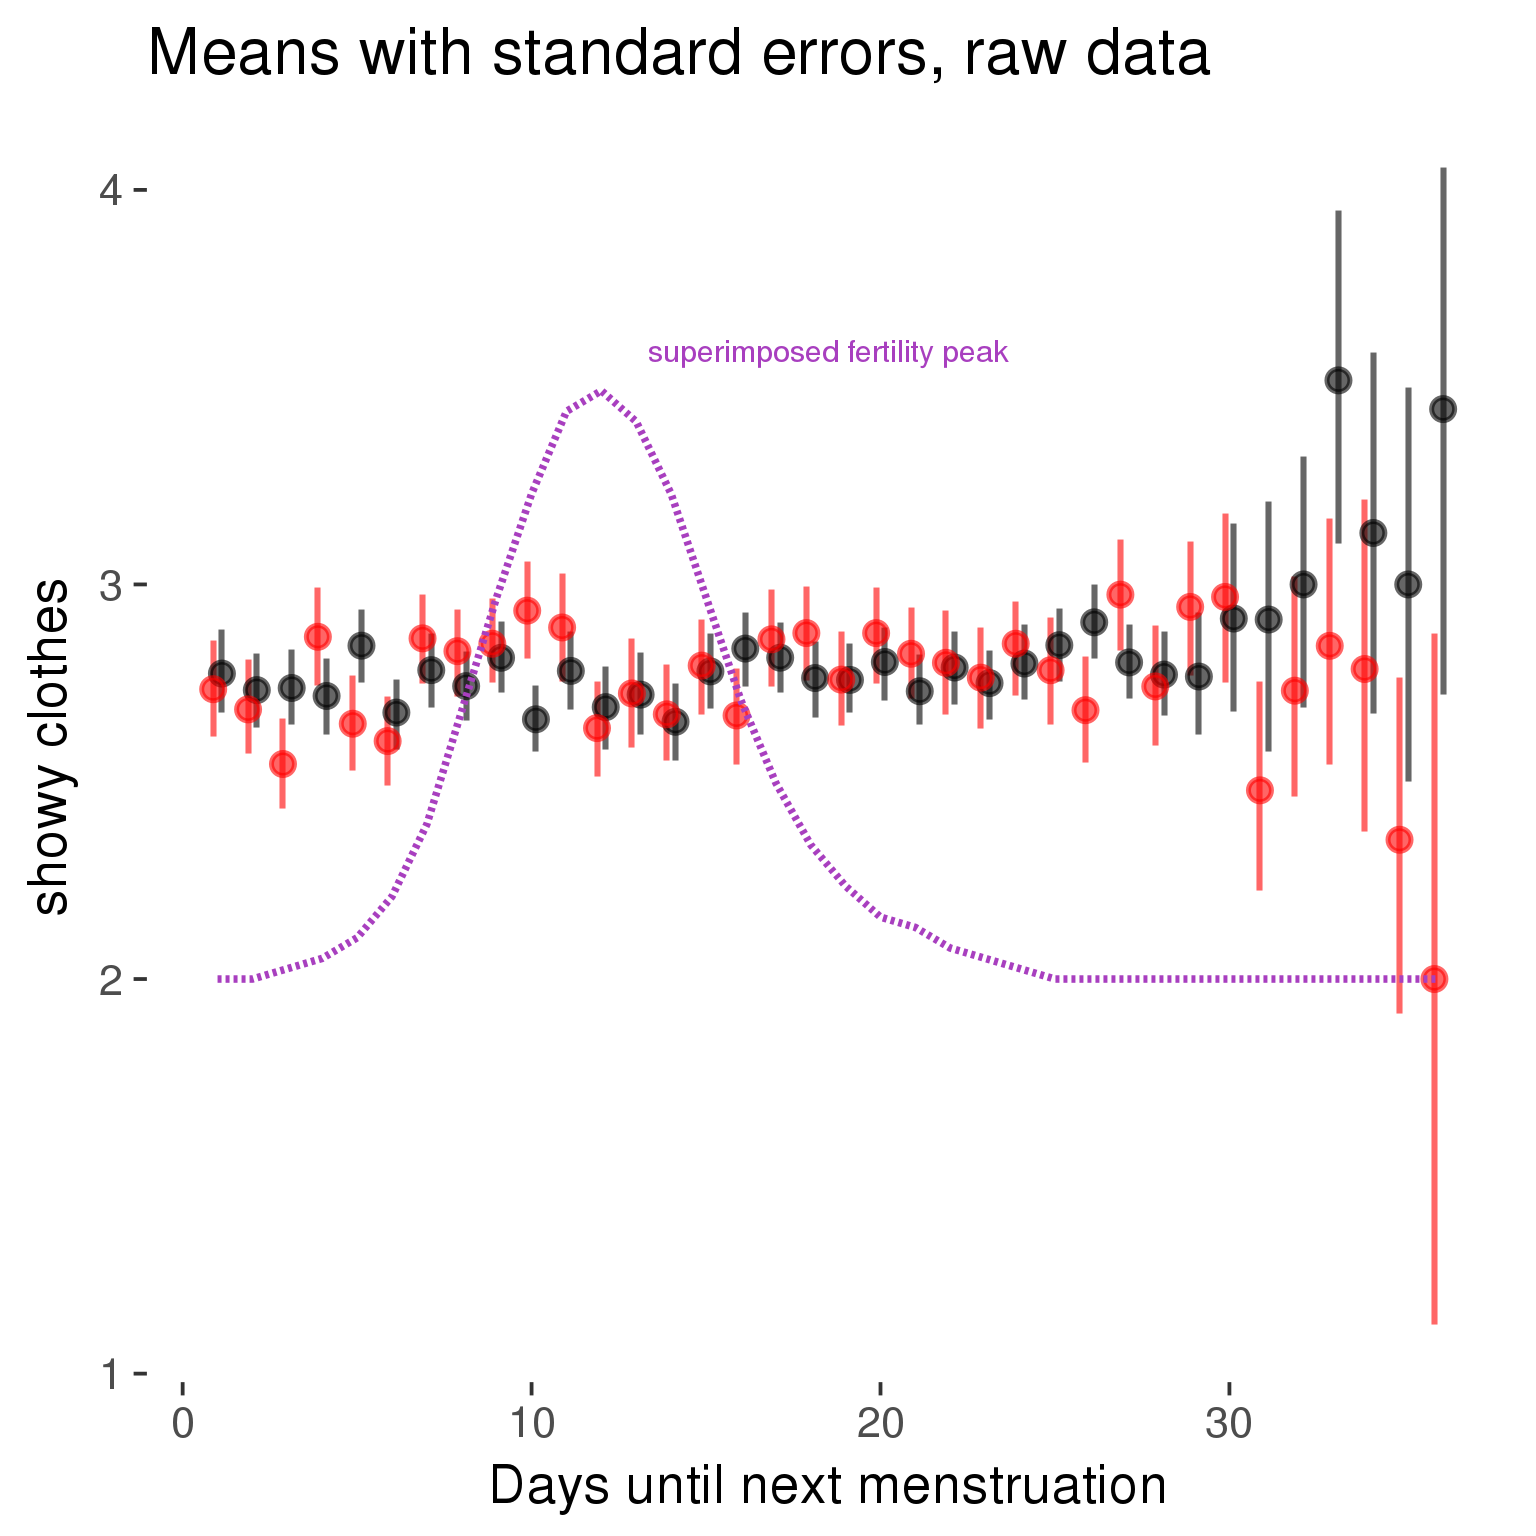 Means with standard errors, raw data
4
superimposed fertility peak
3
showy clothes
2
1
0 10 20 30
Days until next menstruation